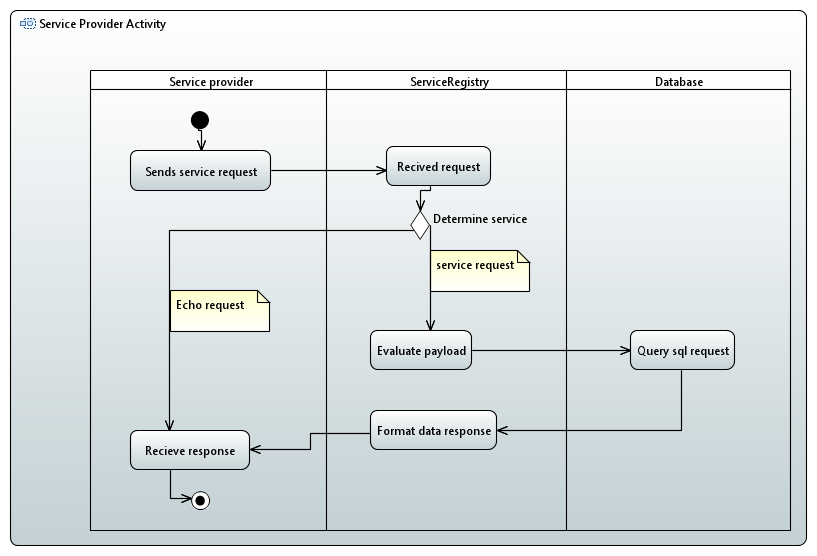 Service Provider Activity
Service provider
ServiceRegistry
Database
Sends service request
Recived request
Determine service
service request
Echo request
Evaluate payload
Query sql request
Format data response
Recieve response